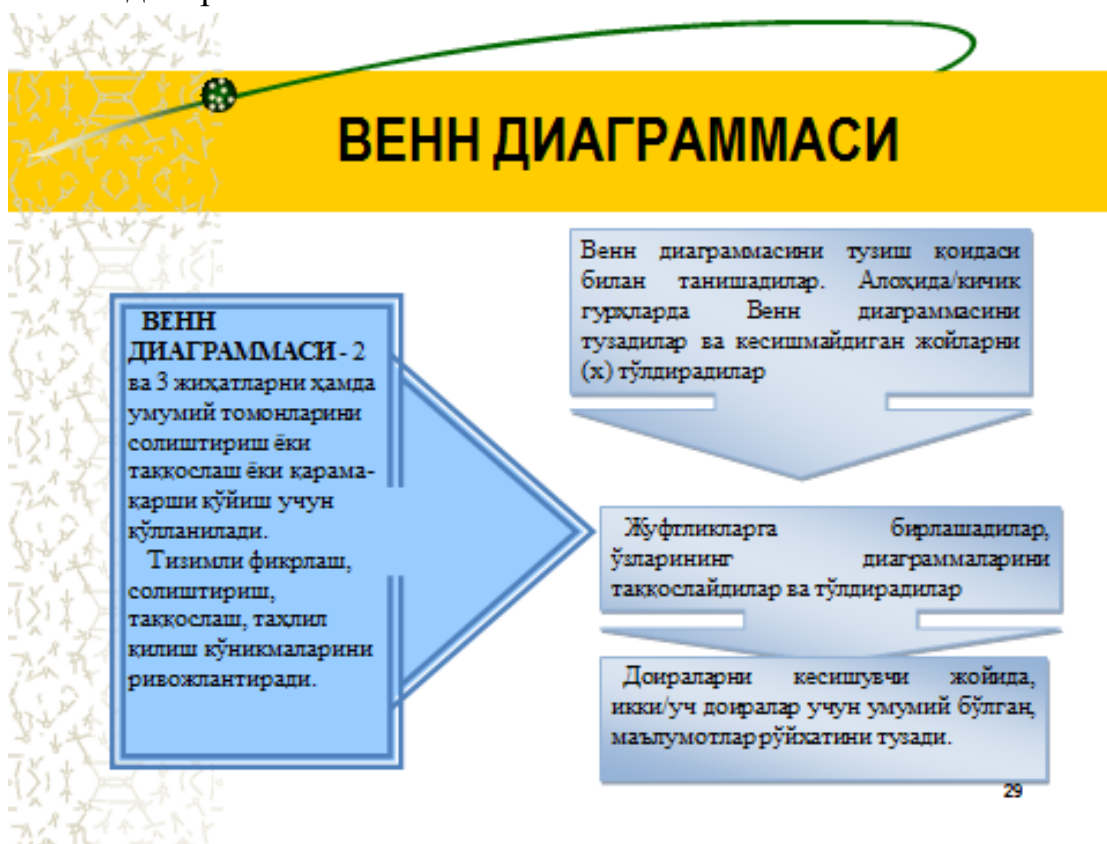 ВЕНН ДИАГРАММАСИ
ВЕНН
ДИАГРАММАСИ - 2
ва 3 жиҳатларни ҳамда
умумий томонларини
солиштириш ёки
таққослаш ёки қарама-
қарши қўйиш учун
қўлланилади.
Тизимли фикрлаш,
солиштириш,
таққослаш, таҳлил
қилиш кўникмаларини
ривожлантиради.
Венн диаграммасини тузиш қоидаси
билан танишадилар. Алоҳида/кичик
гуруҳларда Венн диаграммасини
тузадилар ва кесишмайдиган жойларни
(х) тўлдирадилар
Жуфтликларга бирлашадилар,
ўзларининг диаграммаларини
таққослайдилар ва тўлдирадилар
Доираларни кесишувчи жойида,
икки/уч доиралар учун умумий бўлган,
маълумотлар рўйхатини тузади.
29